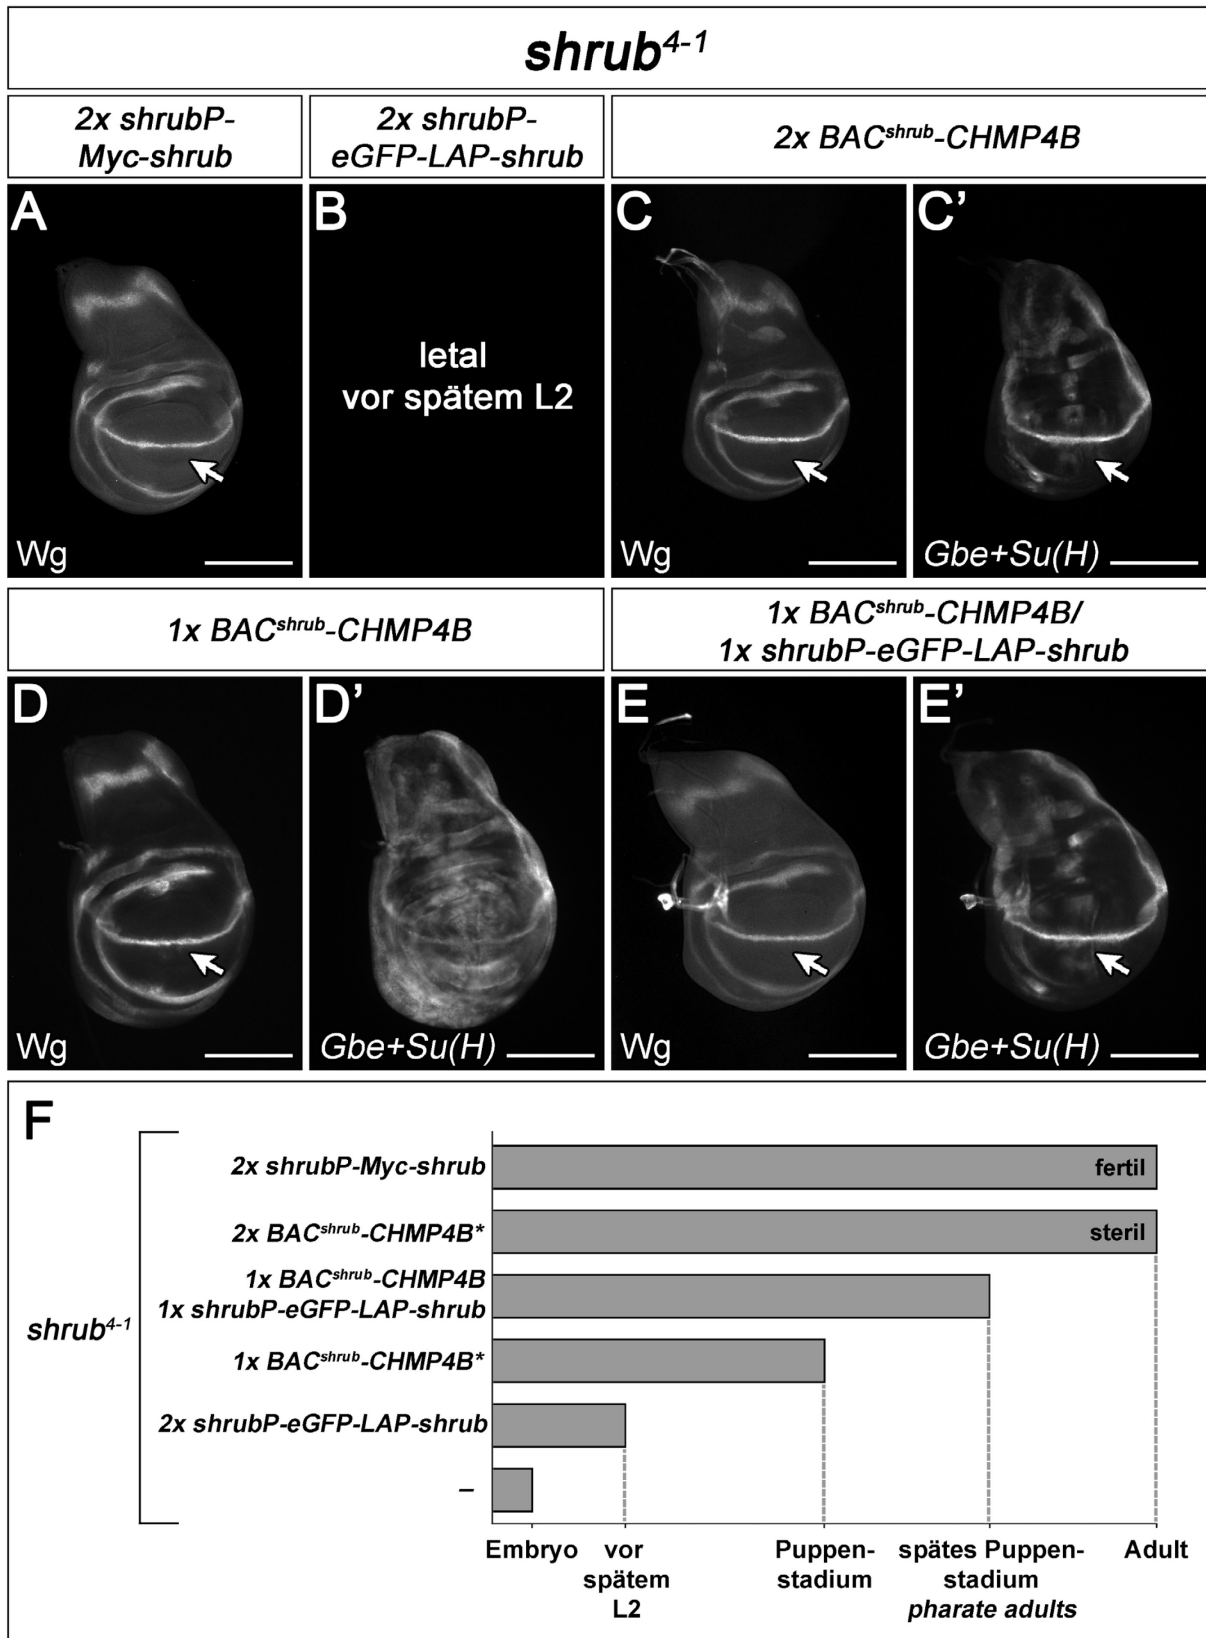 shrub4-1
2x shrubP-
Myc-shrub
2x shrubP-
eGFP-LAP-shrub
2x BACshrub-CHMP4B
A
B
C
C’
letal
vor spätem L2
Wg
Wg
Gbe+Su(H)
1x BACshrub-CHMP4B
1x BACshrub-CHMP4B/
1x shrubP-eGFP-LAP-shrub
D
D’
E
E’
Wg
Gbe+Su(H)
Wg
Gbe+Su(H)
F
shrub4-1
2x shrubP-Myc-shrub
fertil
2x BACshrub-CHMP4B*
steril
1x BACshrub-CHMP4B
1x shrubP-eGFP-LAP-shrub
1x BACshrub-CHMP4B*
2x shrubP-eGFP-LAP-shrub
–
Embryo
vor
spätem
L2
Puppen-
stadium
spätes Puppen-
stadium
pharate adults
Adult